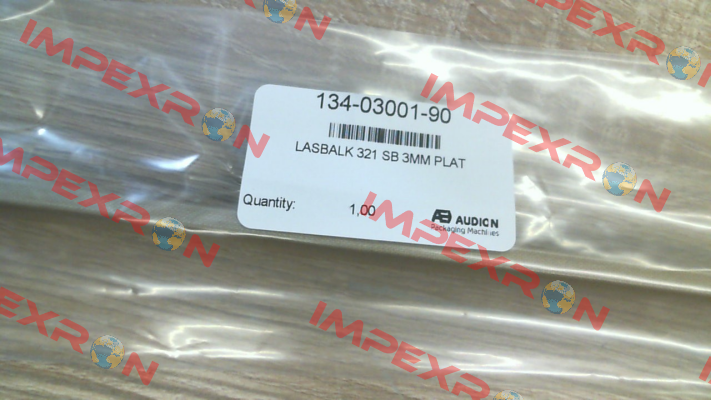 134-03001-90
LASBALK 321 SB 3MM PLAT
Quantity: 1,00
AUDION
Packaging Machines
IMPEXRON
IMPEXRON
IMPEXRON
IMPEXRON
IMPEXRON
IMPEXRON
IMPEXRON
IMPEXRON